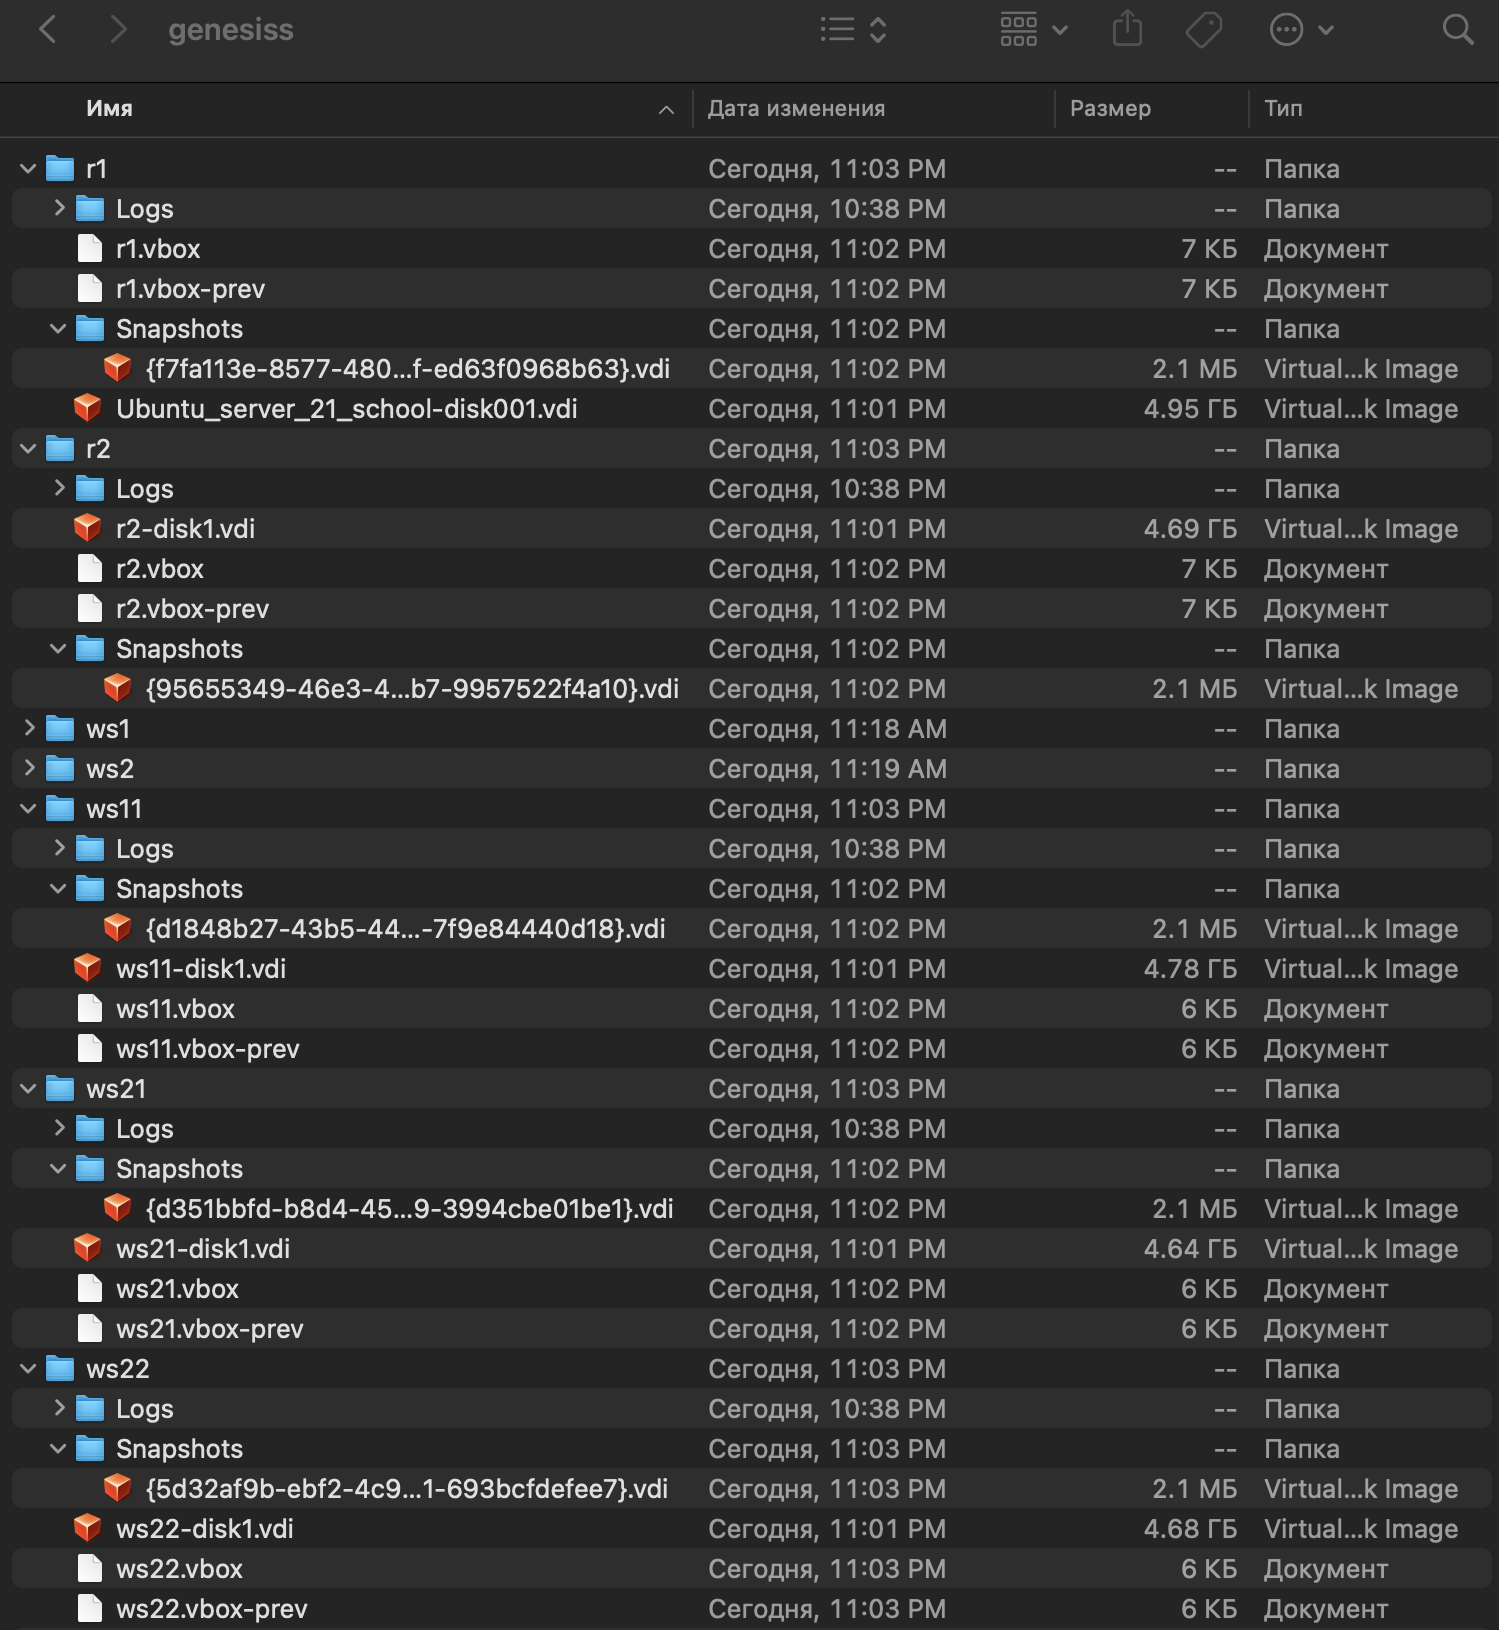 genesiss
Имя Дата изменения Размер Тип
r1 Сегодня, 11:03 PM -- Папка
Logs Сегодня, 10:38 PM -- Папка
r1.vbox Сегодня, 11:02 PM 7 КБ Документ
r1.vbox-prev Сегодня, 11:02 PM 7 КБ Документ
Snapshots Сегодня, 11:02 PM -- Папка
{f7fa113e-8577-480...f-ed63f0968b63}.vdi Сегодня, 11:02 PM 2.1 МБ Virtual...k Image
Ubuntu_server_21_school-disk001.vdi Сегодня, 11:01 PM 4.95 ГБ Virtual...k Image
r2 Сегодня, 11:03 PM -- Папка
Logs Сегодня, 10:38 PM -- Папка
r2-disk1.vdi Сегодня, 11:01 PM 4.69 ГБ Virtual...k Image
r2.vbox Сегодня, 11:02 PM 7 КБ Документ
r2.vbox-prev Сегодня, 11:02 PM 7 КБ Документ
Snapshots Сегодня, 11:02 PM -- Папка
{95655349-46e3-4...b7-9957522f4a10}.vdi Сегодня, 11:02 PM 2.1 МБ Virtual...k Image
ws1 Сегодня, 11:18 AM -- Папка
ws2 Сегодня, 11:19 AM -- Папка
ws11 Сегодня, 11:03 PM -- Папка
Logs Сегодня, 10:38 PM -- Папка
Snapshots Сегодня, 11:02 PM -- Папка
{d1848b27-43b5-44...-7f9e84440d18}.vdi Сегодня, 11:02 PM 2.1 МБ Virtual...k Image
ws11-disk1.vdi Сегодня, 11:01 PM 4.78 ГБ Virtual...k Image
ws11.vbox Сегодня, 11:02 PM 6 КБ Документ
ws11.vbox-prev Сегодня, 11:02 PM 6 КБ Документ
ws21 Сегодня, 11:03 PM -- Папка
Logs Сегодня, 10:38 PM -- Папка
Snapshots Сегодня, 11:02 PM -- Папка
{d351bbfd-b8d4-45...9-3994cbe01be1}.vdi Сегодня, 11:02 PM 2.1 МБ Virtual...k Image
ws21-disk1.vdi Сегодня, 11:01 PM 4.64 ГБ Virtual...k Image
ws21.vbox Сегодня, 11:02 PM 6 КБ Документ
ws21.vbox-prev Сегодня, 11:02 PM 6 КБ Документ
ws22 Сегодня, 11:03 PM -- Папка
Logs Сегодня, 10:38 PM -- Папка
Snapshots Сегодня, 11:03 PM -- Папка
{5d32af9b-ebf2-4c9...1-693bcfdefee7}.vdi Сегодня, 11:03 PM 2.1 МБ Virtual...k Image
ws22-disk1.vdi Сегодня, 11:01 PM 4.68 ГБ Virtual...k Image
ws22.vbox Сегодня, 11:03 PM 6 КБ Документ
ws22.vbox-prev Сегодня, 11:03 PM 6 КБ Документ